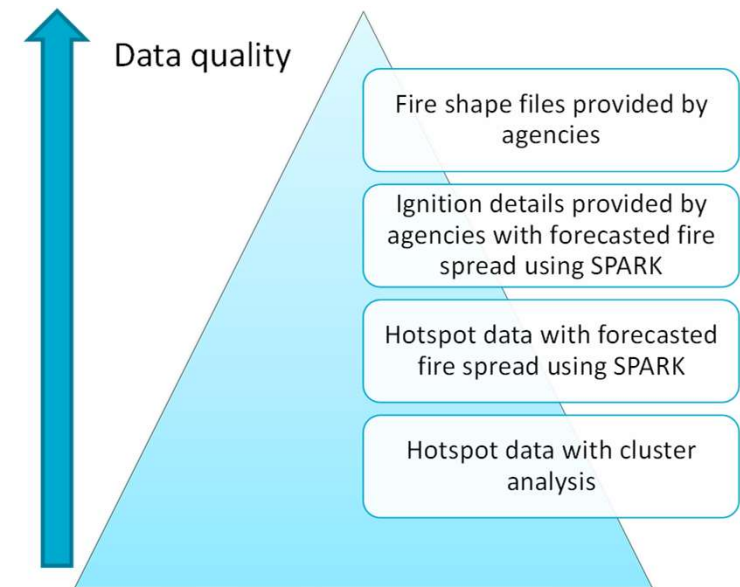 Data quality
Fire shape files provided by
agencies
Ignition details provided by
agencies with forecasted fire
spread using SPARK
Hotspot data with forecasted
fire spread using SPARK
Hotspot data with cluster
analysis